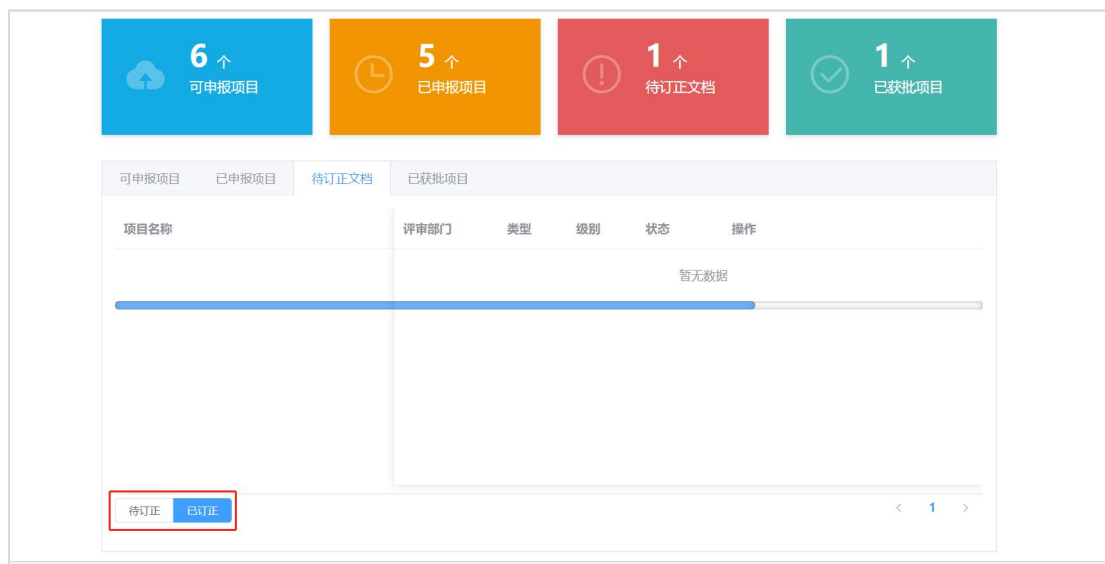 6 个
可申报项目
5 个
已申报项目
1 个
待订正文档
1 个
已获批项目
可申报项目 已申报项目 待订正文档 已获批项目
项目名称 评审部门 类型 级别 状态 操作
暂无数据
待订正 已订正
< 1 >